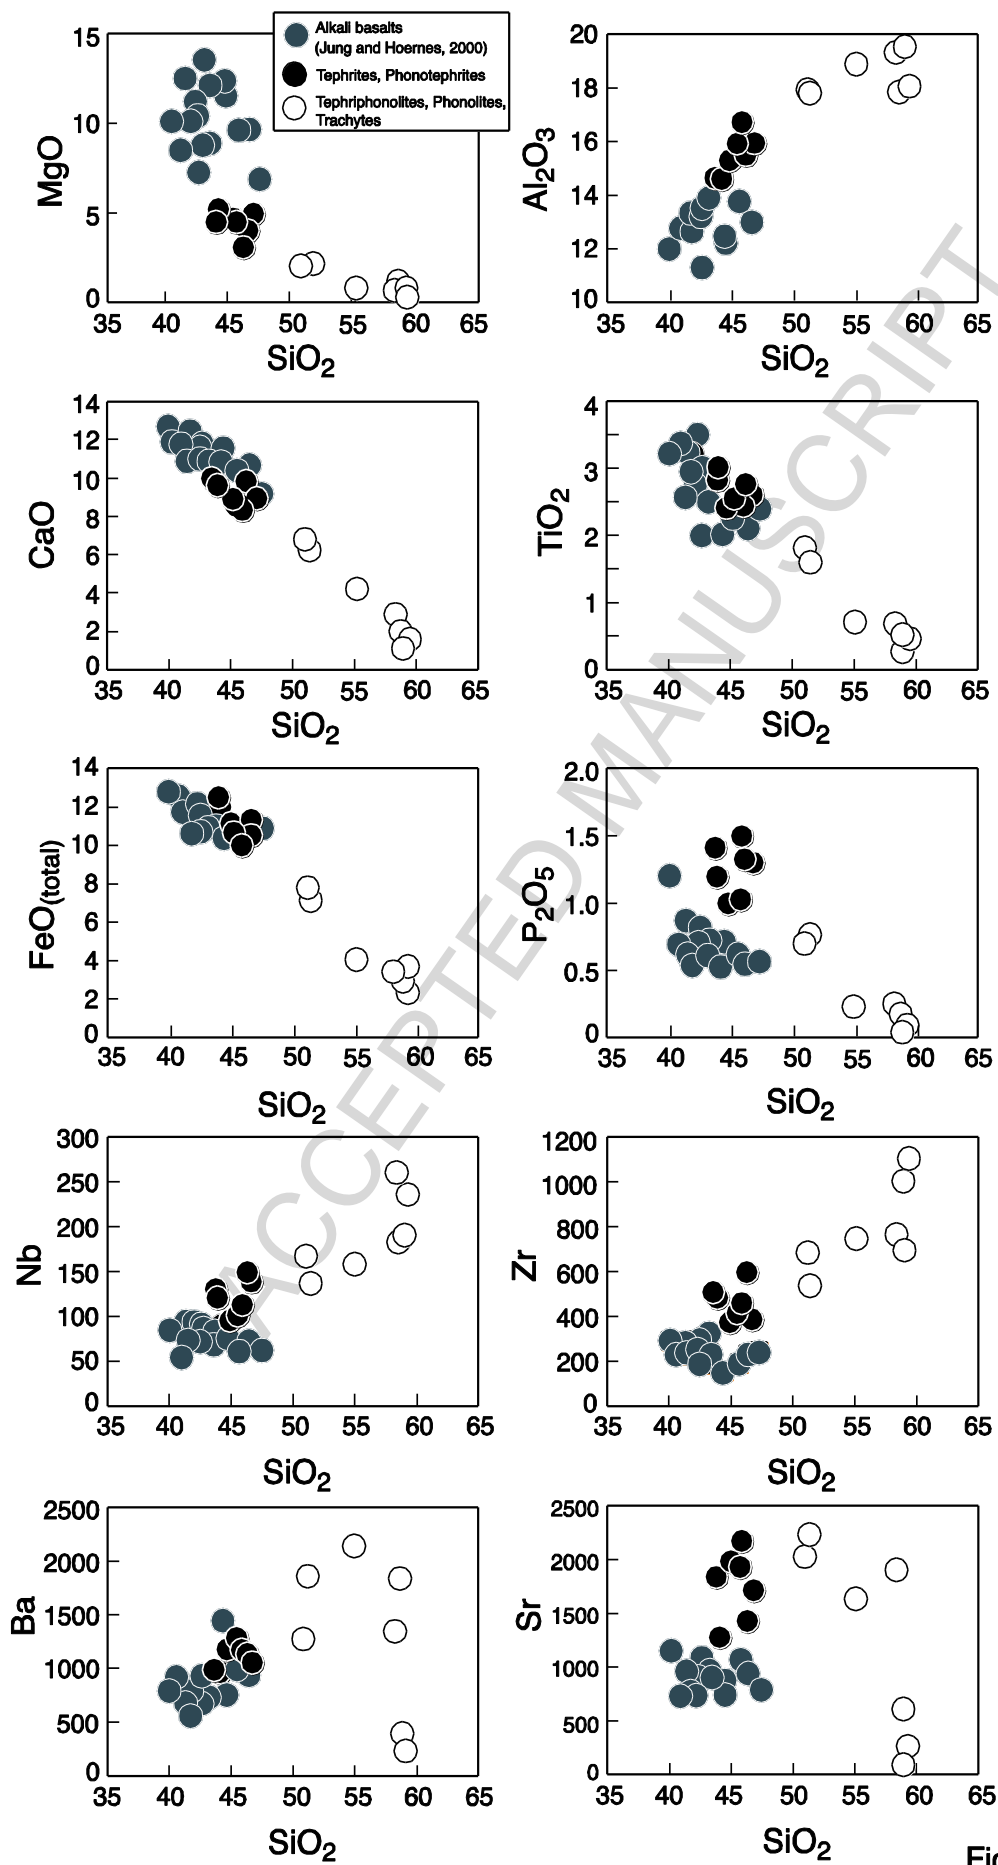 Alkali basalts
(Jung and Hoernes, 2000)
Tephrites, Phonotephrites
Tephriphonolites, Phonolites,
Trachytes
MgO
15
10
5
0
35 40 45 50 55 60 65
SiO2
Al2O3
20
18
16
14
12
10
35 40 45 50 55 60 65
SiO2
CaO
14
12
10
8
6
4
2
0
35 40 45 50 55 60 65
SiO2
TiO2
4
3
2
1
0
35 40 45 50 55 60 65
SiO2
FeO(total)
14
12
10
8
6
4
2
0
35 40 45 50 55 60 65
SiO2
P2O5
2.0
1.5
1.0
0.5
0
35 40 45 50 55 60 65
SiO2
Nb
300
250
200
150
100
50
0
35 40 45 50 55 60 65
SiO2
Zr
1200
1000
800
600
400
200
0
35 40 45 50 55 60 65
SiO2
Ba
2500
2000
1500
1000
500
0
35 40 45 50 55 60 65
SiO2
Sr
2500
2000
1500
1000
500
0
35 40 45 50 55 60 65
SiO2
ACCEPTED MANUSCRIPT